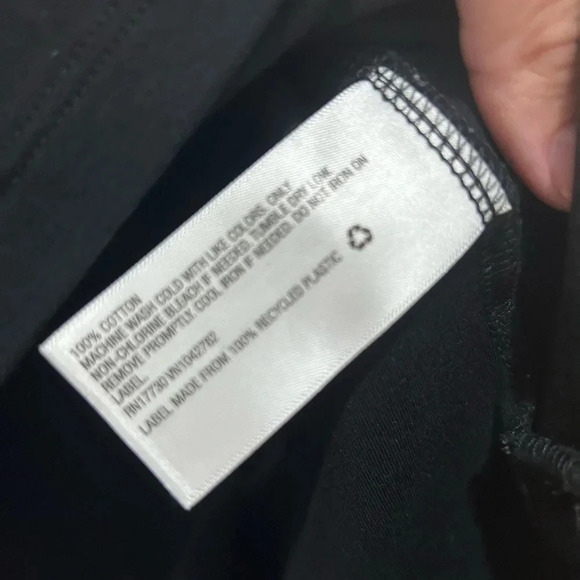 100% COTTON
MACHINE WASH COLD WITH LIKE COLORS, ONLY
NON-CHLORINE BLEACH IF NEEDED, TUMBLE DRY LOW,
REMOVE PROMPTLY, COOL IRON IF NEEDED. DO NOT IRON ON
LABEL.
RN17730 VN1042782
LABEL MADE FROM 100% RECYCLED PLASTIC